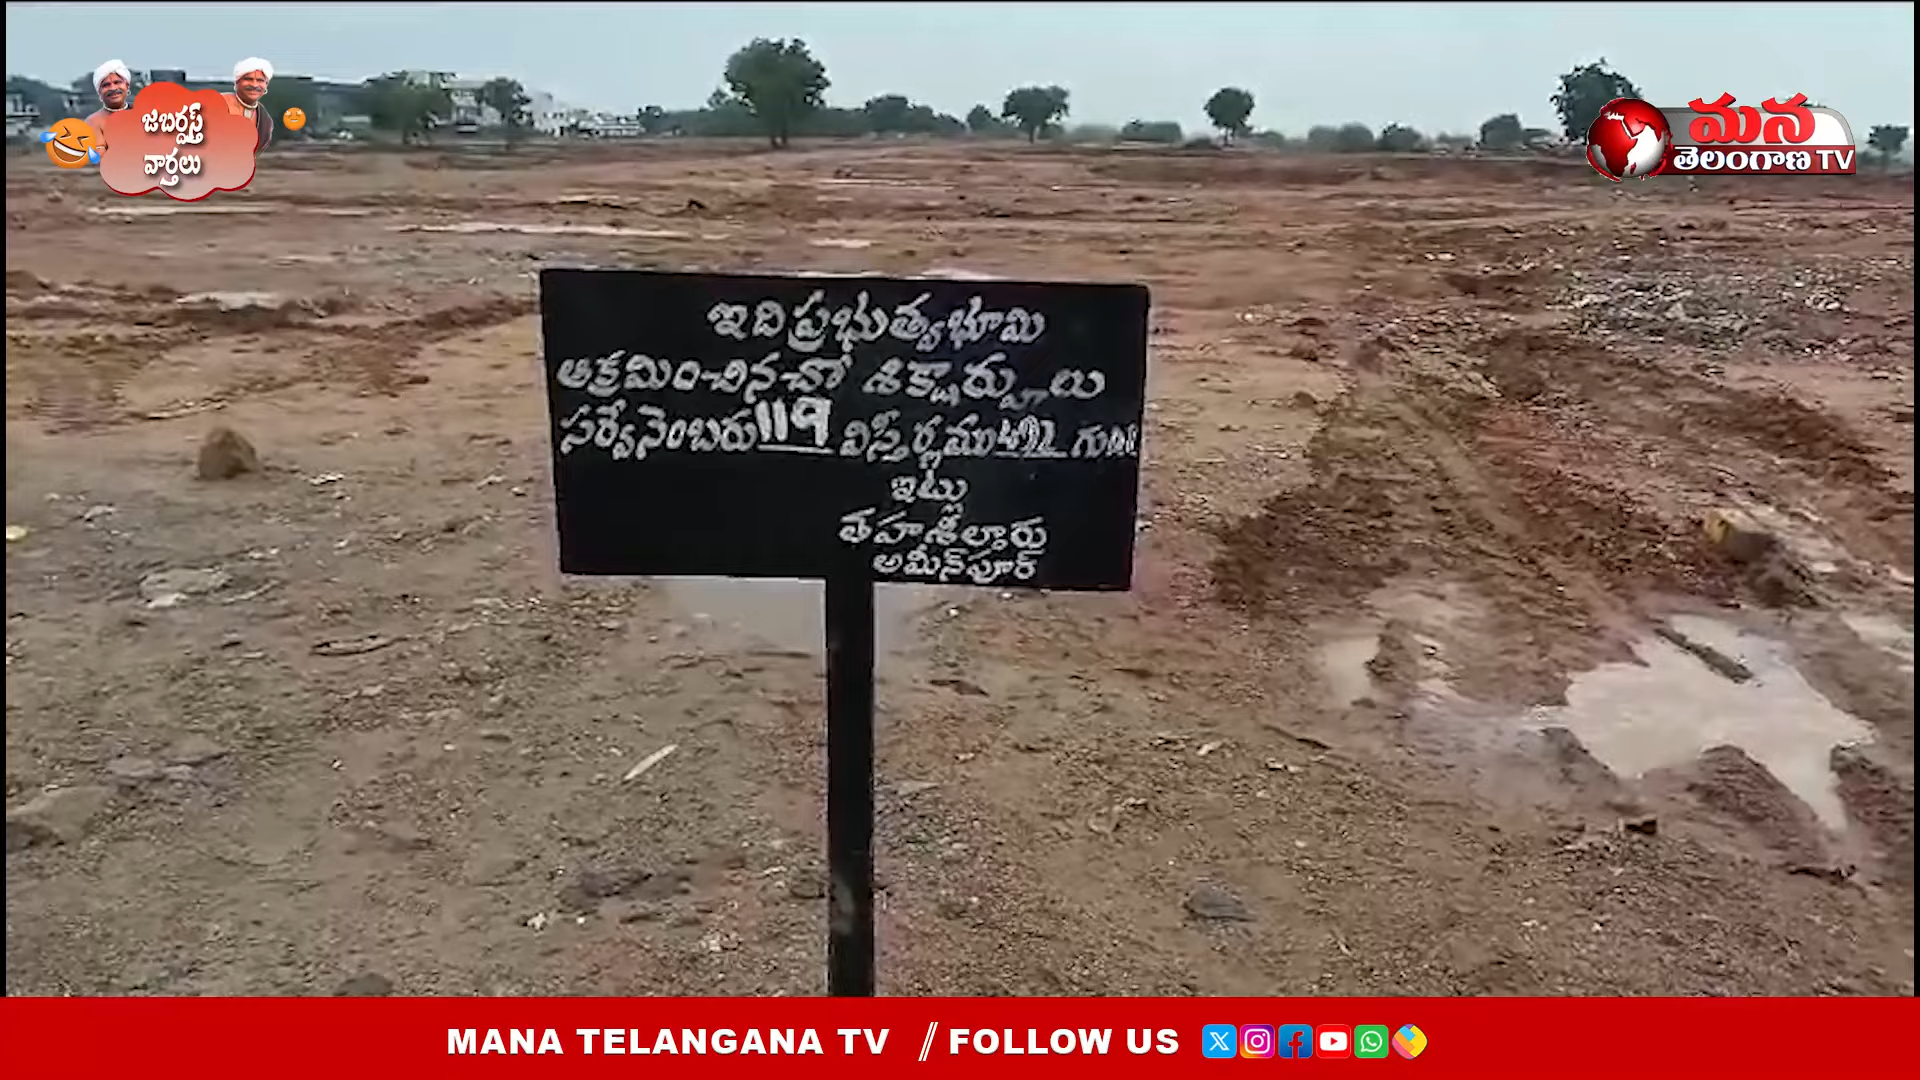 జబర్దస్త్
వార్తలు
మన
తెలంగాణ TV
ఇది ప్రభుత్వ భూమి
ఆక్రమించినచో శిక్షార్హులు
సర్వే నెంబరు 119 విస్తీర్ణము
ఇట్లు
తహశీల్దారు
అమీన్‌పూర్
MANA TELANGANA TV // FOLLOW US